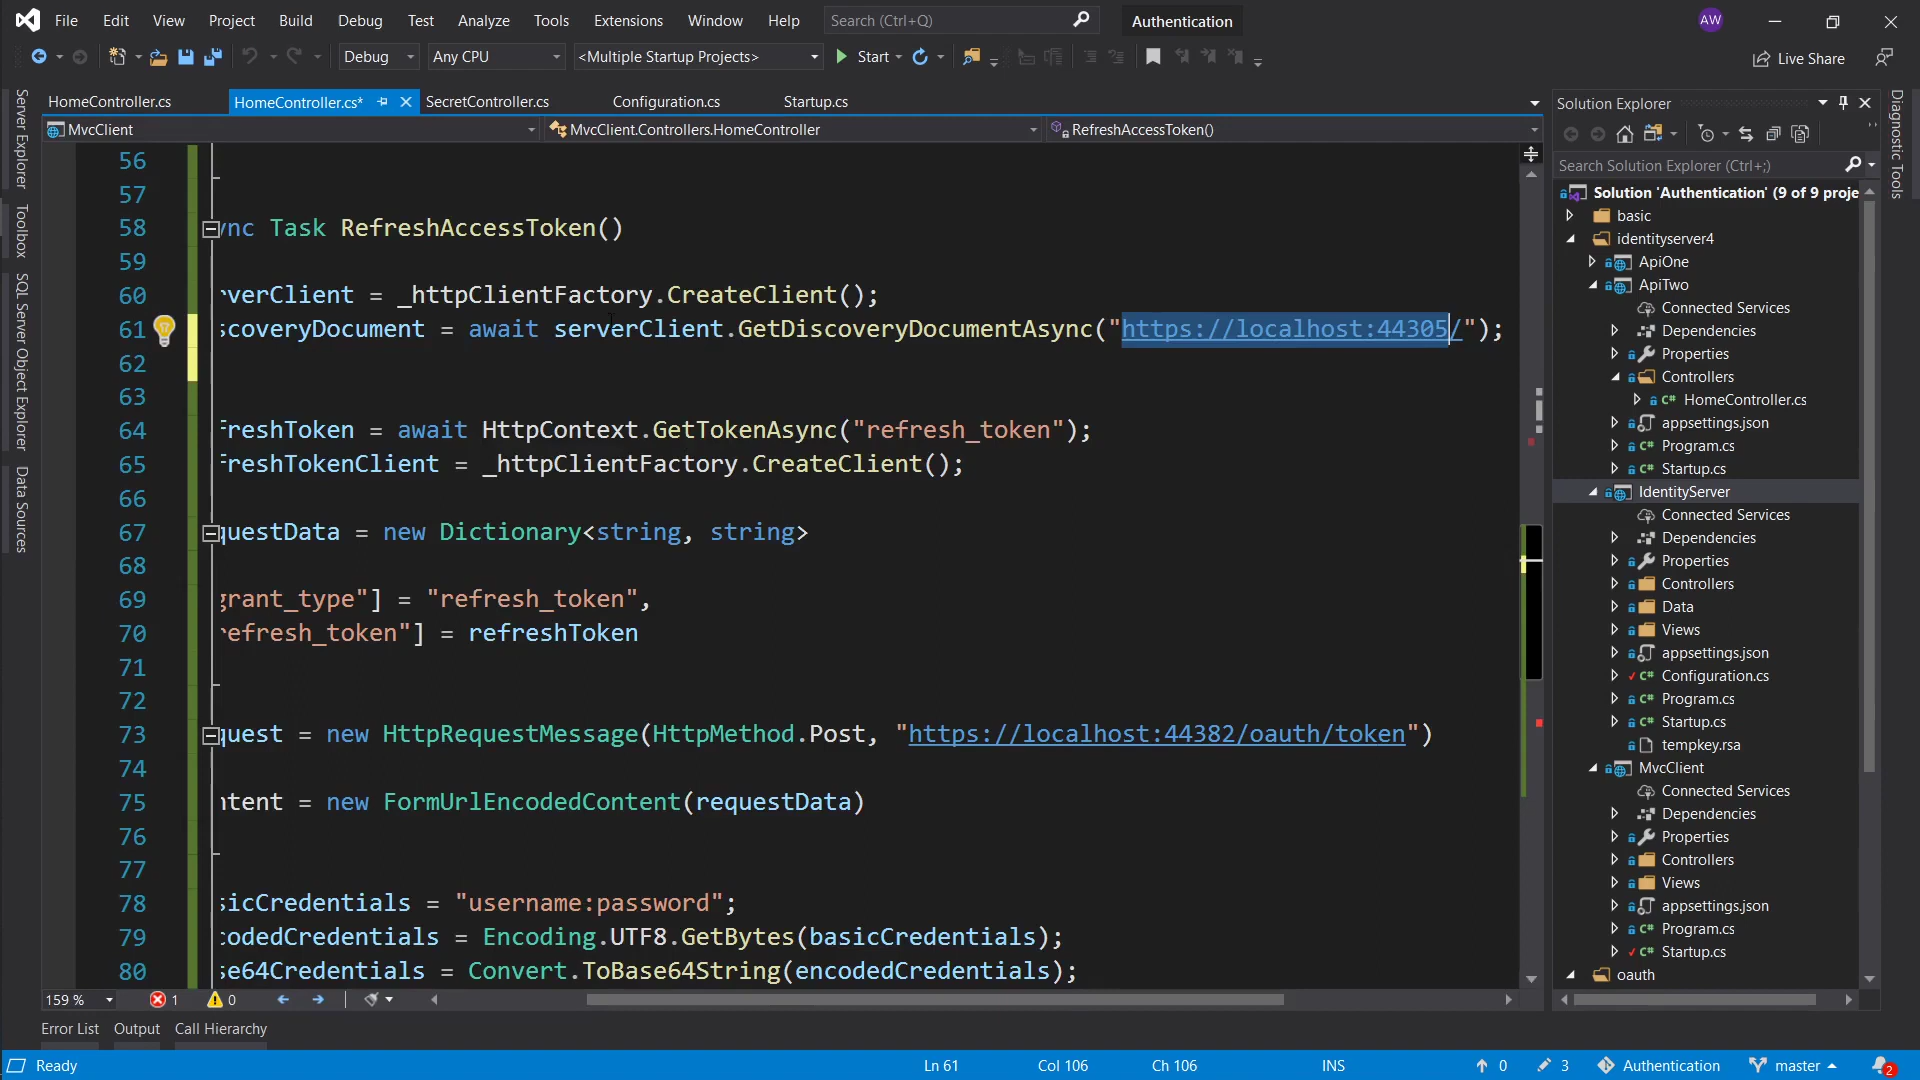 File Edit View Project Build Debug Test Analyze Tools Extensions Window Help Search (Ctrl+Q) Authentication AW
Debug Any CPU <Multiple Startup Projects> Start Live Share
HomeController.cs HomeController.cs* SecretController.cs Configuration.cs Startup.cs
MvcClient MvcClient.Controllers.HomeController RefreshAccessToken()
56
57
58 ync Task RefreshAccessToken()
59
60 rverClient = _httpClientFactory.CreateClient();
61 scoveryDocument = await serverClient.GetDiscoveryDocumentAsync("https://localhost:44305/");
62
63
64 freshToken = await HttpContext.GetTokenAsync("refresh_token");
65 freshTokenClient = _httpClientFactory.CreateClient();
66
67 questData = new Dictionary<string, string>
68
69 grant_type"] = "refresh_token",
70 refresh_token"] = refreshToken
71
72
73 quest = new HttpRequestMessage(HttpMethod.Post, "https://localhost:44382/oauth/token")
74
75 ntent = new FormUrlEncodedContent(requestData)
76
77
78 sicCredentials = "username:password";
79 codedCredentials = Encoding.UTF8.GetBytes(basicCredentials);
80 se64Credentials = Convert.ToBase64String(encodedCredentials);
159 % 1 0
Error List Output Call Hierarchy
Ready Ln 61 Col 106 Ch 106 INS 0 3 Authentication master 2
Server Explorer
Toolbox
SQL Server Object Explorer
Data Sources
Solution Explorer
Search Solution Explorer (Ctrl+;)
Solution 'Authentication' (9 of 9 proje
basic
identityserver4
ApiOne
ApiTwo
Connected Services
Dependencies
Properties
Controllers
HomeController.cs
appsettings.json
Program.cs
Startup.cs
IdentityServer
Connected Services
Dependencies
Properties
Controllers
Data
Views
appsettings.json
Configuration.cs
Program.cs
Startup.cs
tempkey.rsa
MvcClient
Connected Services
Dependencies
Properties
Controllers
Views
appsettings.json
Program.cs
Startup.cs
oauth
Diagnostic Tools